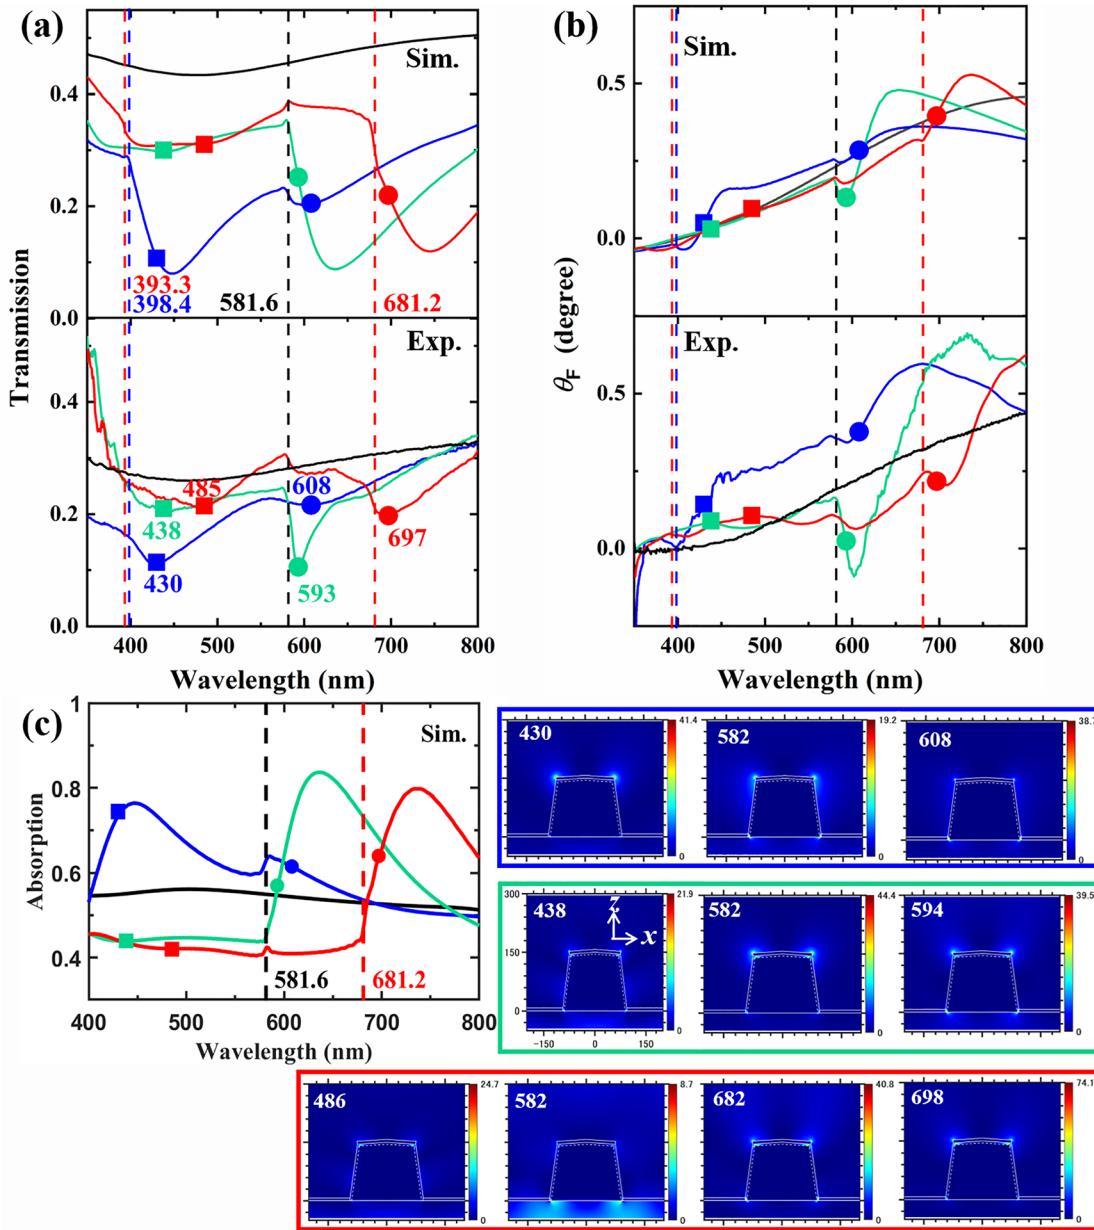 (a)
Sim.
0.4
0.2
0.0
393.3
398.4
581.6
681.2
Transmission
Exp.
0.4
0.2
0.0
485
608
438
697
430
593
400 500 600 700 800
Wavelength (nm)
(b)
Sim.
0.5
0.0
θF (degree)
Exp.
0.5
0.0
400 500 600 700 800
Wavelength (nm)
(c)
Sim.
1
0.8
0.6
0.4
Absorption
581.6
681.2
400 500 600 700 800
Wavelength (nm)
430
41.4
0
582
19.2
0
608
38.7
0
438
z
x
300
150
0
-150 0 150
21.9
0
582
44.4
0
594
39.5
0
486
24.7
0
582
8.7
0
682
40.8
0
698
74.1
0